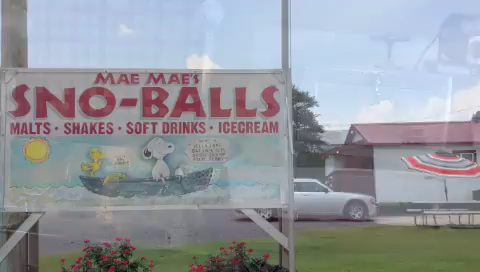 MAE MAE'S
SNO-BALLS
MALTS · SHAKES · SOFT DRINKS · ICECREAM